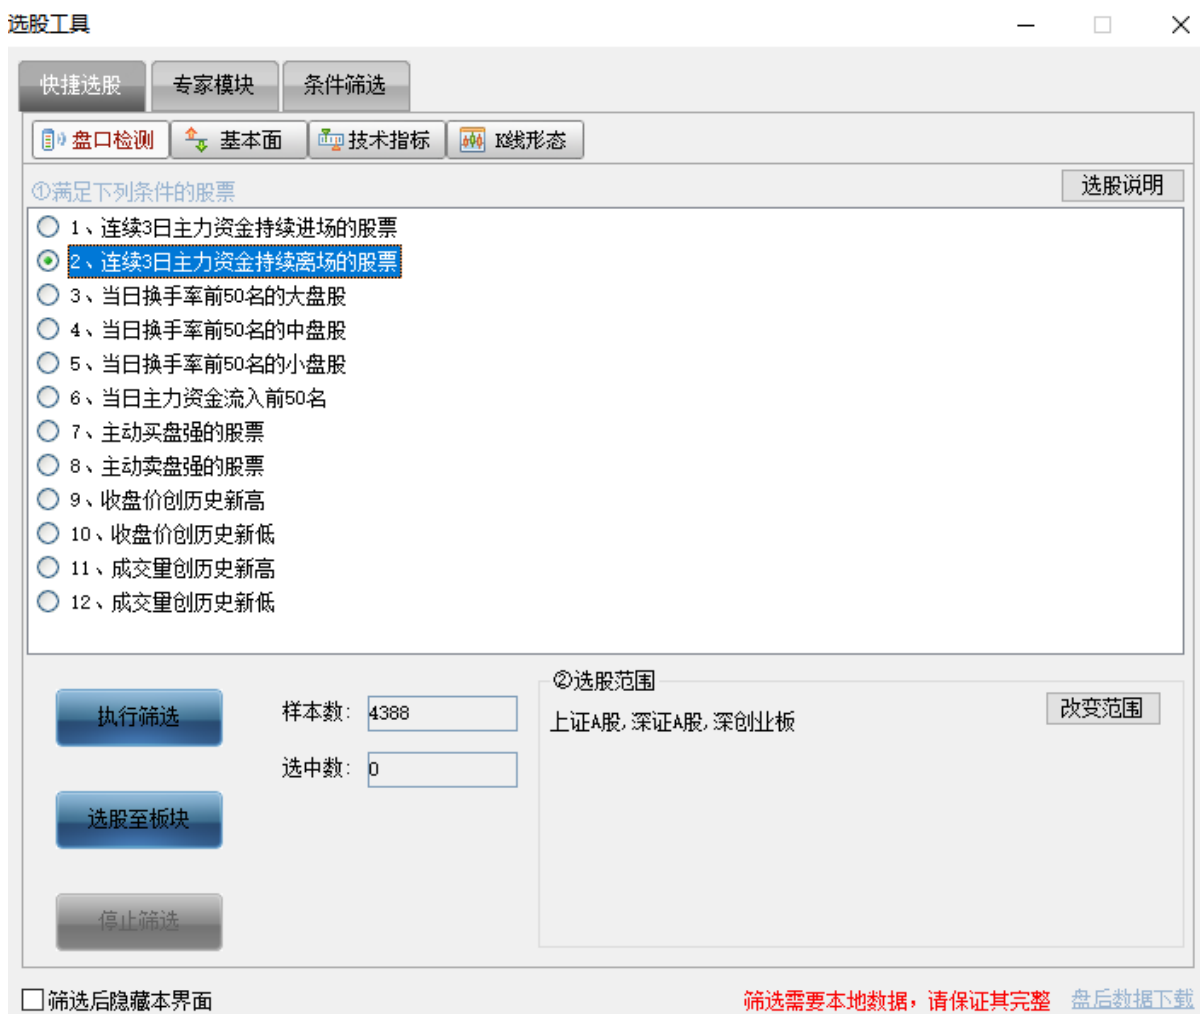 选股工具
快捷选股 专家模块 条件筛选
盘口检测 基本面 技术指标 K线形态
①满足下列条件的股票 选股说明
1、连续3日主力资金持续进场的股票
2、连续3日主力资金持续离场的股票
3、当日换手率前50名的大盘股
4、当日换手率前50名的中盘股
5、当日换手率前50名的小盘股
6、当日主力资金流入前50名
7、主动买盘强的股票
8、主动卖盘强的股票
9、收盘价创历史新高
10、收盘价创历史新低
11、成交量创历史新高
12、成交量创历史新低
②选股范围
执行筛选 样本数: 4388 上证A股,深证A股,深创业板 改变范围
选中数: 0
选股至板块
停止筛选
筛选后隐藏本界面 筛选需要本地数据，请保证其完整 盘后数据下载